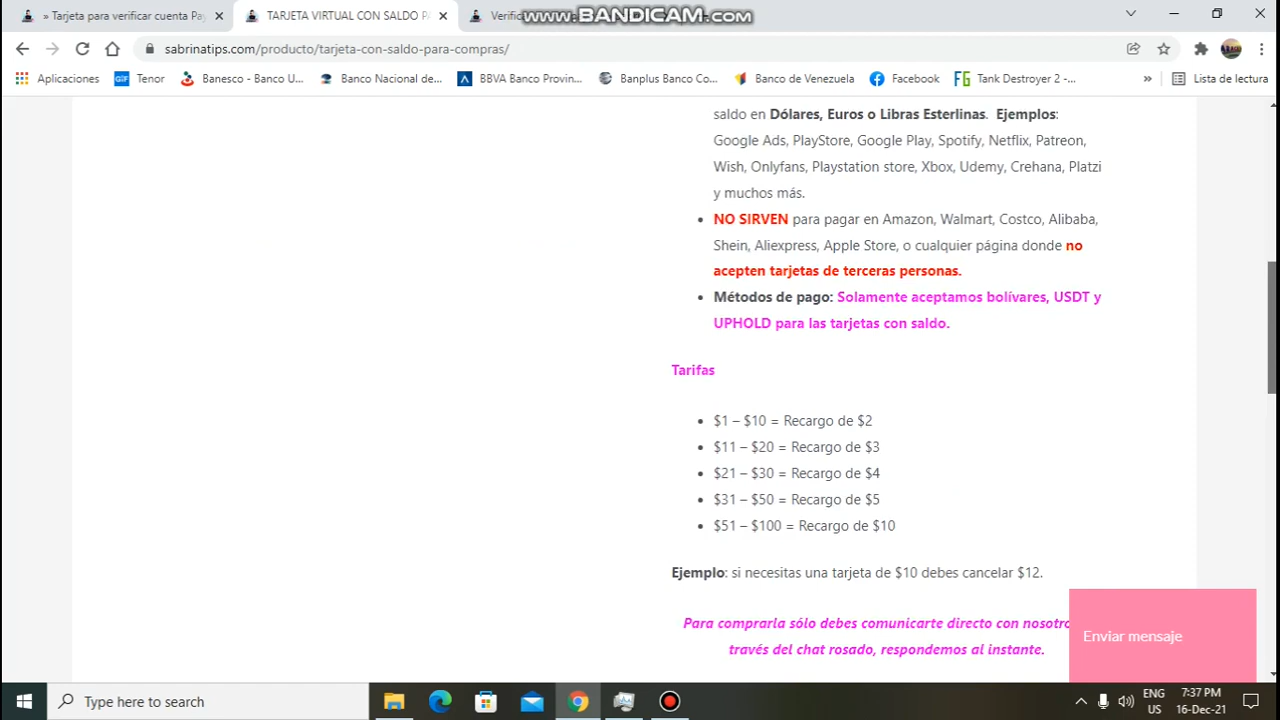 » Tarjeta para verificar cuenta Pay
TARJETA VIRTUAL CON SALDO PA
Verific
WWW.BANDICAM.COM
sabrinatips.com/producto/tarjeta-con-saldo-para-compras/
Aplicaciones
Tenor
Banesco - Banco U...
Banco Nacional de...
BBVA Banco Provin...
Banplus Banco Co...
Banco de Venezuela
Facebook
Tank Destroyer 2 -...
»
Lista de lectura
saldo en Dólares, Euros o Libras Esterlinas. Ejemplos:
Google Ads, PlayStore, Google Play, Spotify, Netflix, Patreon,
Wish, Onlyfans, Playstation store, Xbox, Udemy, Crehana, Platzi
y muchos más.
• NO SIRVEN para pagar en Amazon, Walmart, Costco, Alibaba,
Shein, Aliexpress, Apple Store, o cualquier página donde no
acepten tarjetas de terceras personas.
• Métodos de pago: Solamente aceptamos bolívares, USDT y
UPHOLD para las tarjetas con saldo.
Tarifas
• $1 – $10 = Recargo de $2
• $11 – $20 = Recargo de $3
• $21 – $30 = Recargo de $4
• $31 – $50 = Recargo de $5
• $51 – $100 = Recargo de $10
Ejemplo: si necesitas una tarjeta de $10 debes cancelar $12.
Para comprarla sólo debes comunicarte directo con nosotro
través del chat rosado, respondemos al instante.
Enviar mensaje
Type here to search
ENG
US
7:37 PM
16-Dec-21